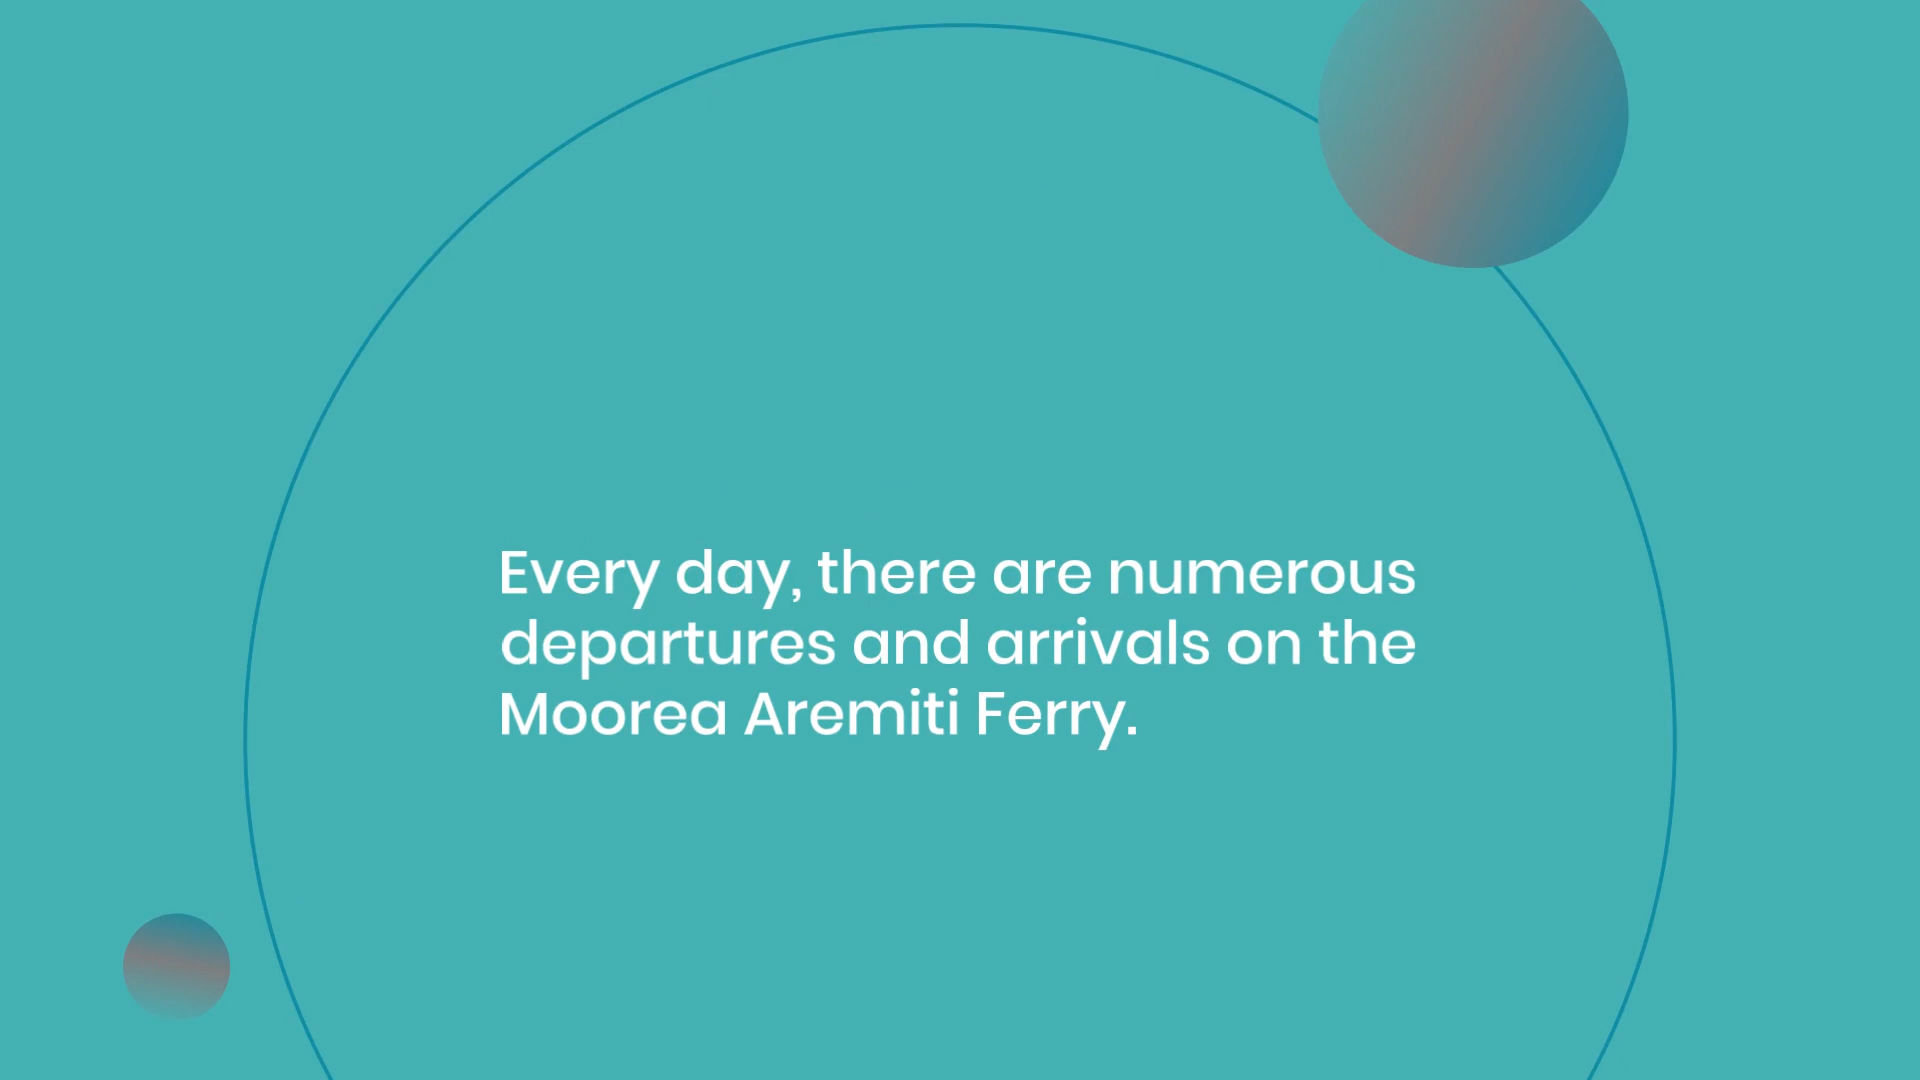 Every day, there are numerous
departures and arrivals on the
Moorea Aremiti Ferry.